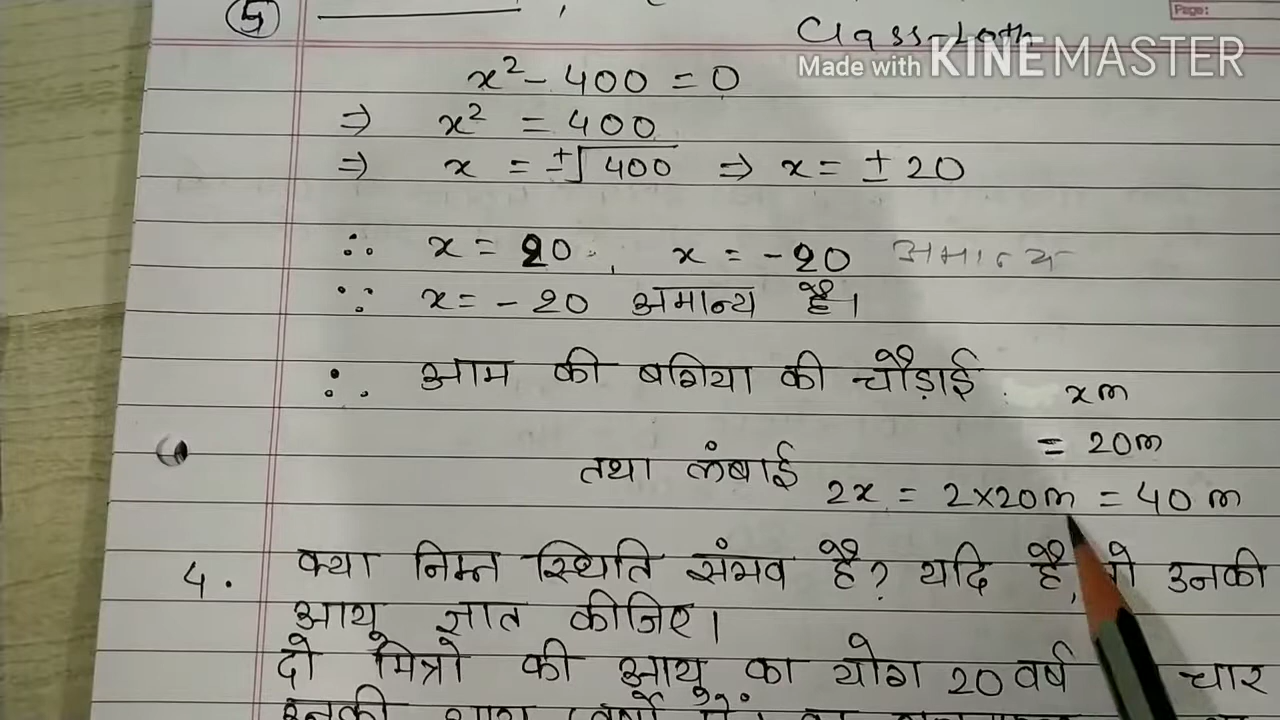 5
Page:
Class-10th
Made with KINEMASTER
x² - 400 = 0
⇒ x² = 400
⇒ x = ±√400 ⇒ x = ± 20
∴ x = 20, x = -20 अमान्य
∵ x = - 20 अमान्य है।
∴ आम की बगिया की चौड़ाई xm
= 20m
तथा लंबाई 2x = 2×20m = 40 m
4. क्या निम्न स्थिति संभव है? यदि है, तो उनकी
आयु ज्ञात कीजिए।
दो मित्रो की आयु का योग 20 वर्ष चार